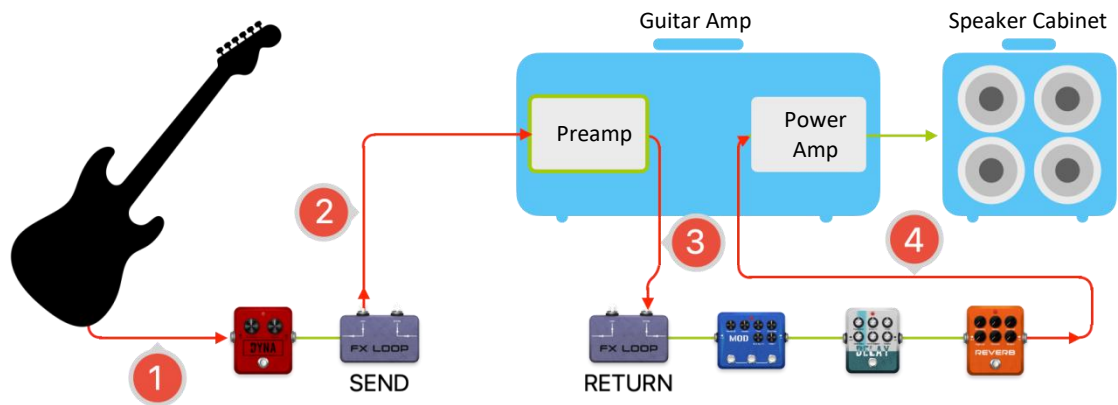 Guitar Amp
Speaker Cabinet
Preamp
Power
Amp
2
3
4
1
DYNA
FX LOOP
SEND
FX LOOP
RETURN
MOD
DELAY
REVERB